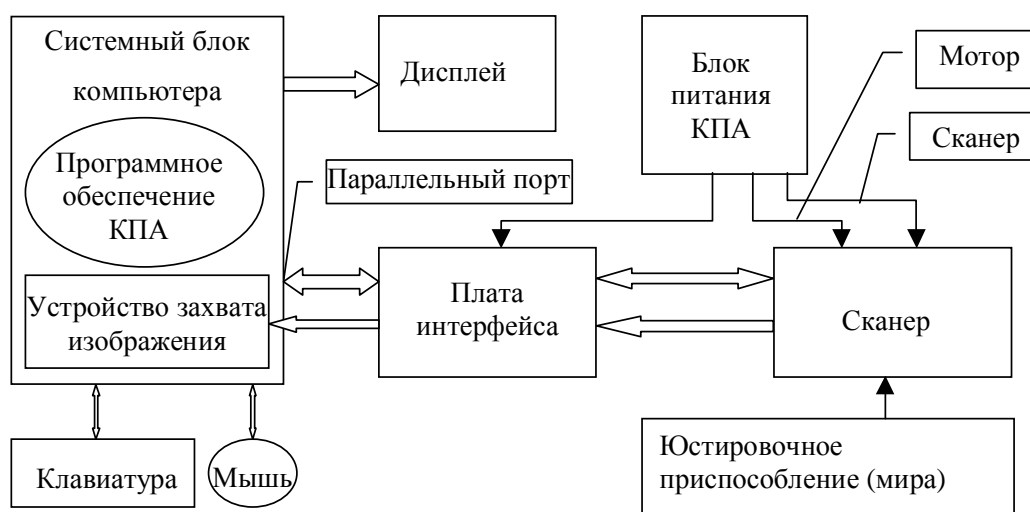 Системный блок
компьютера
Программное
обеспечение
КПА
Устройство захвата
изображения
Клавиатура
Мышь
Дисплей
Параллельный порт
Плата
интерфейса
Блок
питания
КПА
Мотор
Сканер
Сканер
Юстировочное
приспособление (мира)